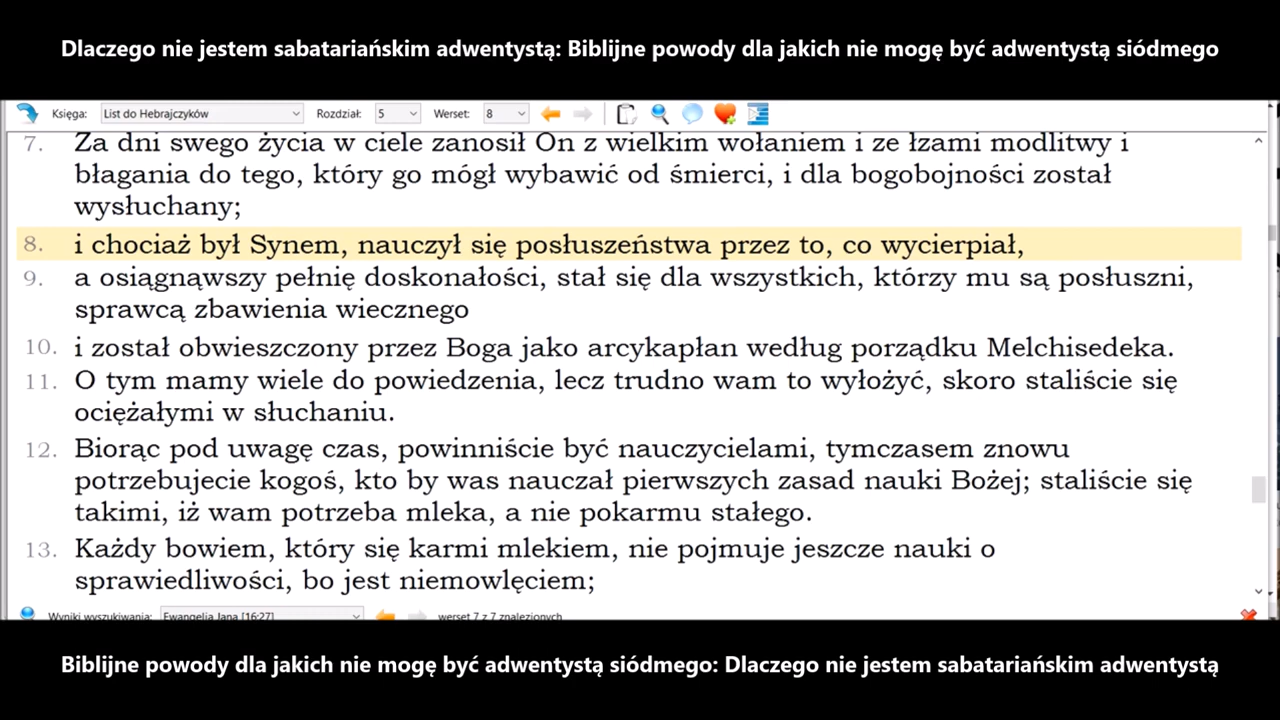 Dlaczego nie jestem sabatariańskim adwentystą: Biblijne powody dla jakich nie mogę być adwentystą siódmego
Księga: List do Hebrajczyków Rozdział: 5 Werset: 8
7. Za dni swego życia w ciele zanosił On z wielkim wołaniem i ze łzami modlitwy i
błagania do tego, który go mógł wybawić od śmierci, i dla bogobojności został
wysłuchany;
8. i chociaż był Synem, nauczył się posłuszeństwa przez to, co wycierpiał,
9. a osiągnąwszy pełnię doskonałości, stał się dla wszystkich, którzy mu są posłuszni,
sprawcą zbawienia wiecznego
10. i został obwieszczony przez Boga jako arcykapłan według porządku Melchisedeka.
11. O tym mamy wiele do powiedzenia, lecz trudno wam to wyłożyć, skoro staliście się
ociężałymi w słuchaniu.
12. Biorąc pod uwagę czas, powinniście być nauczycielami, tymczasem znowu
potrzebujecie kogoś, kto by was nauczał pierwszych zasad nauki Bożej; staliście się
takimi, iż wam potrzeba mleka, a nie pokarmu stałego.
13. Każdy bowiem, który się karmi mlekiem, nie pojmuje jeszcze nauki o
sprawiedliwości, bo jest niemowlęciem;
Wyniki wyszukiwania: Ewangelia Jana [16:27] werset 7 z 7 znalezionych
Biblijne powody dla jakich nie mogę być adwentystą siódmego: Dlaczego nie jestem sabatariańskim adwentystą